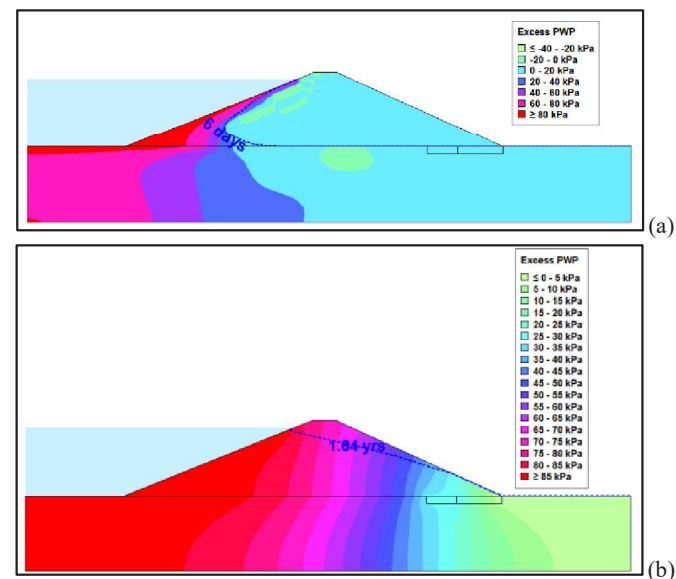 Excess PWP
≤ -40 - -20 kPa
-20 - 0 kPa
0 - 20 kPa
20 - 40 kPa
40 - 60 kPa
60 - 80 kPa
≥ 80 kPa
6 days
(a)
Excess PWP
≤ 0 - 5 kPa
5 - 10 kPa
10 - 15 kPa
15 - 20 kPa
20 - 25 kPa
25 - 30 kPa
30 - 35 kPa
35 - 40 kPa
40 - 45 kPa
45 - 50 kPa
50 - 55 kPa
55 - 60 kPa
60 - 65 kPa
65 - 70 kPa
70 - 75 kPa
75 - 80 kPa
80 - 85 kPa
≥ 85 kPa
1.64 yrs
(b)